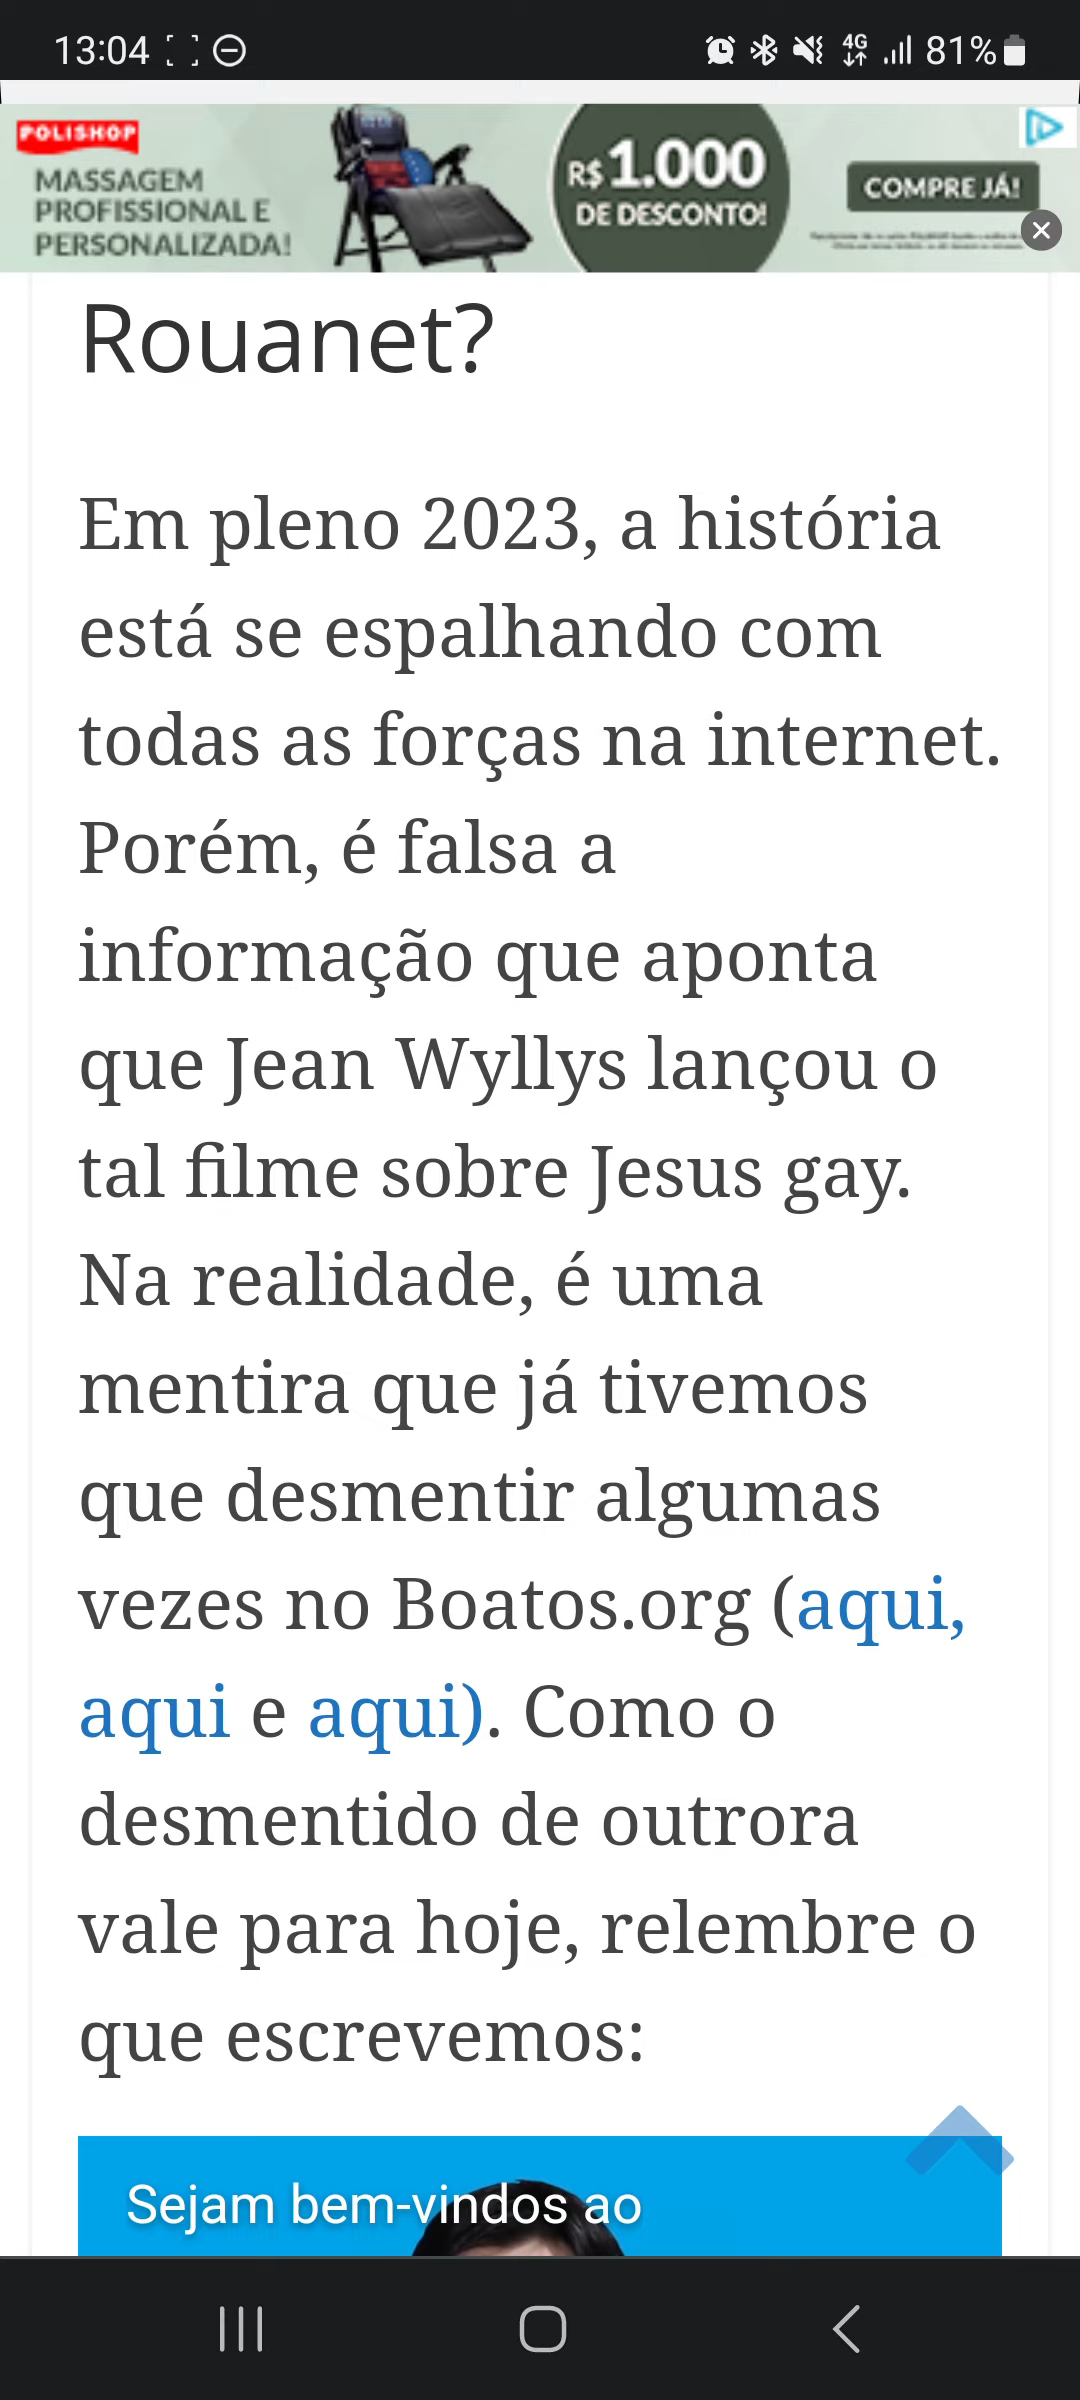 13:04
4G 81%
POLISHOP
MASSAGEM
PROFISSIONAL E
PERSONALIZADA!
R$ 1.000
DE DESCONTO!
COMPRE JÁ!
Rouanet?
Em pleno 2023, a história
está se espalhando com
todas as forças na internet.
Porém, é falsa a
informação que aponta
que Jean Wyllys lançou o
tal filme sobre Jesus gay.
Na realidade, é uma
mentira que já tivemos
que desmentir algumas
vezes no Boatos.org (aqui,
aqui e aqui). Como o
desmentido de outrora
vale para hoje, relembre o
que escrevemos:
Sejam bem-vindos ao